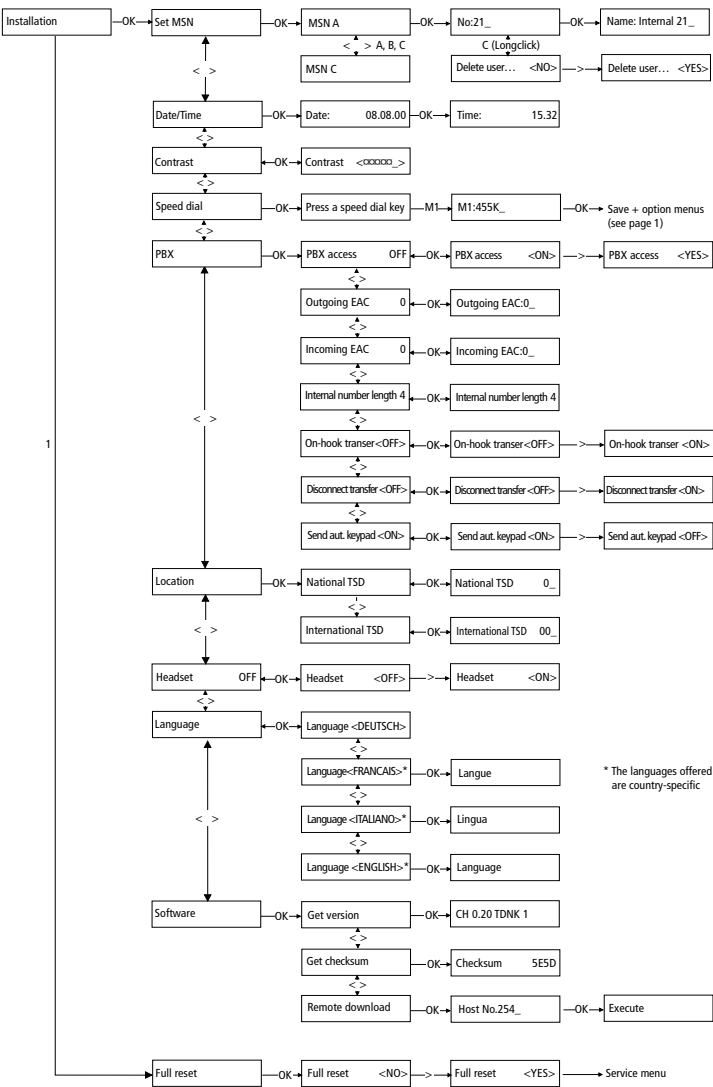 Installation —OK→ Set MSN —OK→ MSN A —OK→ No:21_ —OK→ Name: Internal 21_
< > A, B, C
C (Longclick)
< >
MSN C
Delete user... <NO> —>→ Delete user... <YES>
Date/Time —OK→ Date: 08.08.00 —OK→ Time: 15.32
< >
Contrast —OK→ Contrast <¤¤¤¤¤_>
< >
Speed dial —OK→ Press a speed dial key —M1→ M1:455K_ —OK→ Save + option menus
(see page 1)
< >
PBX —OK→ PBX access OFF —OK→ PBX access <ON> —>→ PBX access <YES>
< >
Outgoing EAC 0 —OK→ Outgoing EAC:0_
< >
Incoming EAC 0 —OK→ Incoming EAC:0_
< >
Internal number length 4 —OK→ Internal number length 4
< >
< >
1
On-hook transer<OFF> —OK→ On-hook transer<OFF> —>→ On-hook transer <ON>
< >
Disconnect transfer<OFF> —OK→ Disconnect transfer<OFF> —>→ Disconnect transfer<ON>
< >
Send aut. keypad <ON> —OK→ Send aut. keypad <ON> —>→ Send aut. keypad <OFF>
Location —OK→ National TSD —OK→ National TSD 0_
< >
< >
International TSD —OK→ International TSD 00_
Headset OFF —OK→ Headset <OFF> —>→ Headset <ON>
< >
Language —OK→ Language <DEUTSCH>
< >
Language<FRANCAIS>* —OK→ Langue
* The languages offered
are country-specific
< >
< >
Language <ITALIANO>* —OK→ Lingua
< >
Language <ENGLISH>* —OK→ Language
Software —OK→ Get version —OK→ CH 0.20 TDNK 1
< >
Get checksum —OK→ Checksum 5E5D
< >
Remote download —OK→ Host No.254_ —OK→ Execute
Full reset —OK→ Full reset <NO> —>→ Full reset <YES> → Service menu